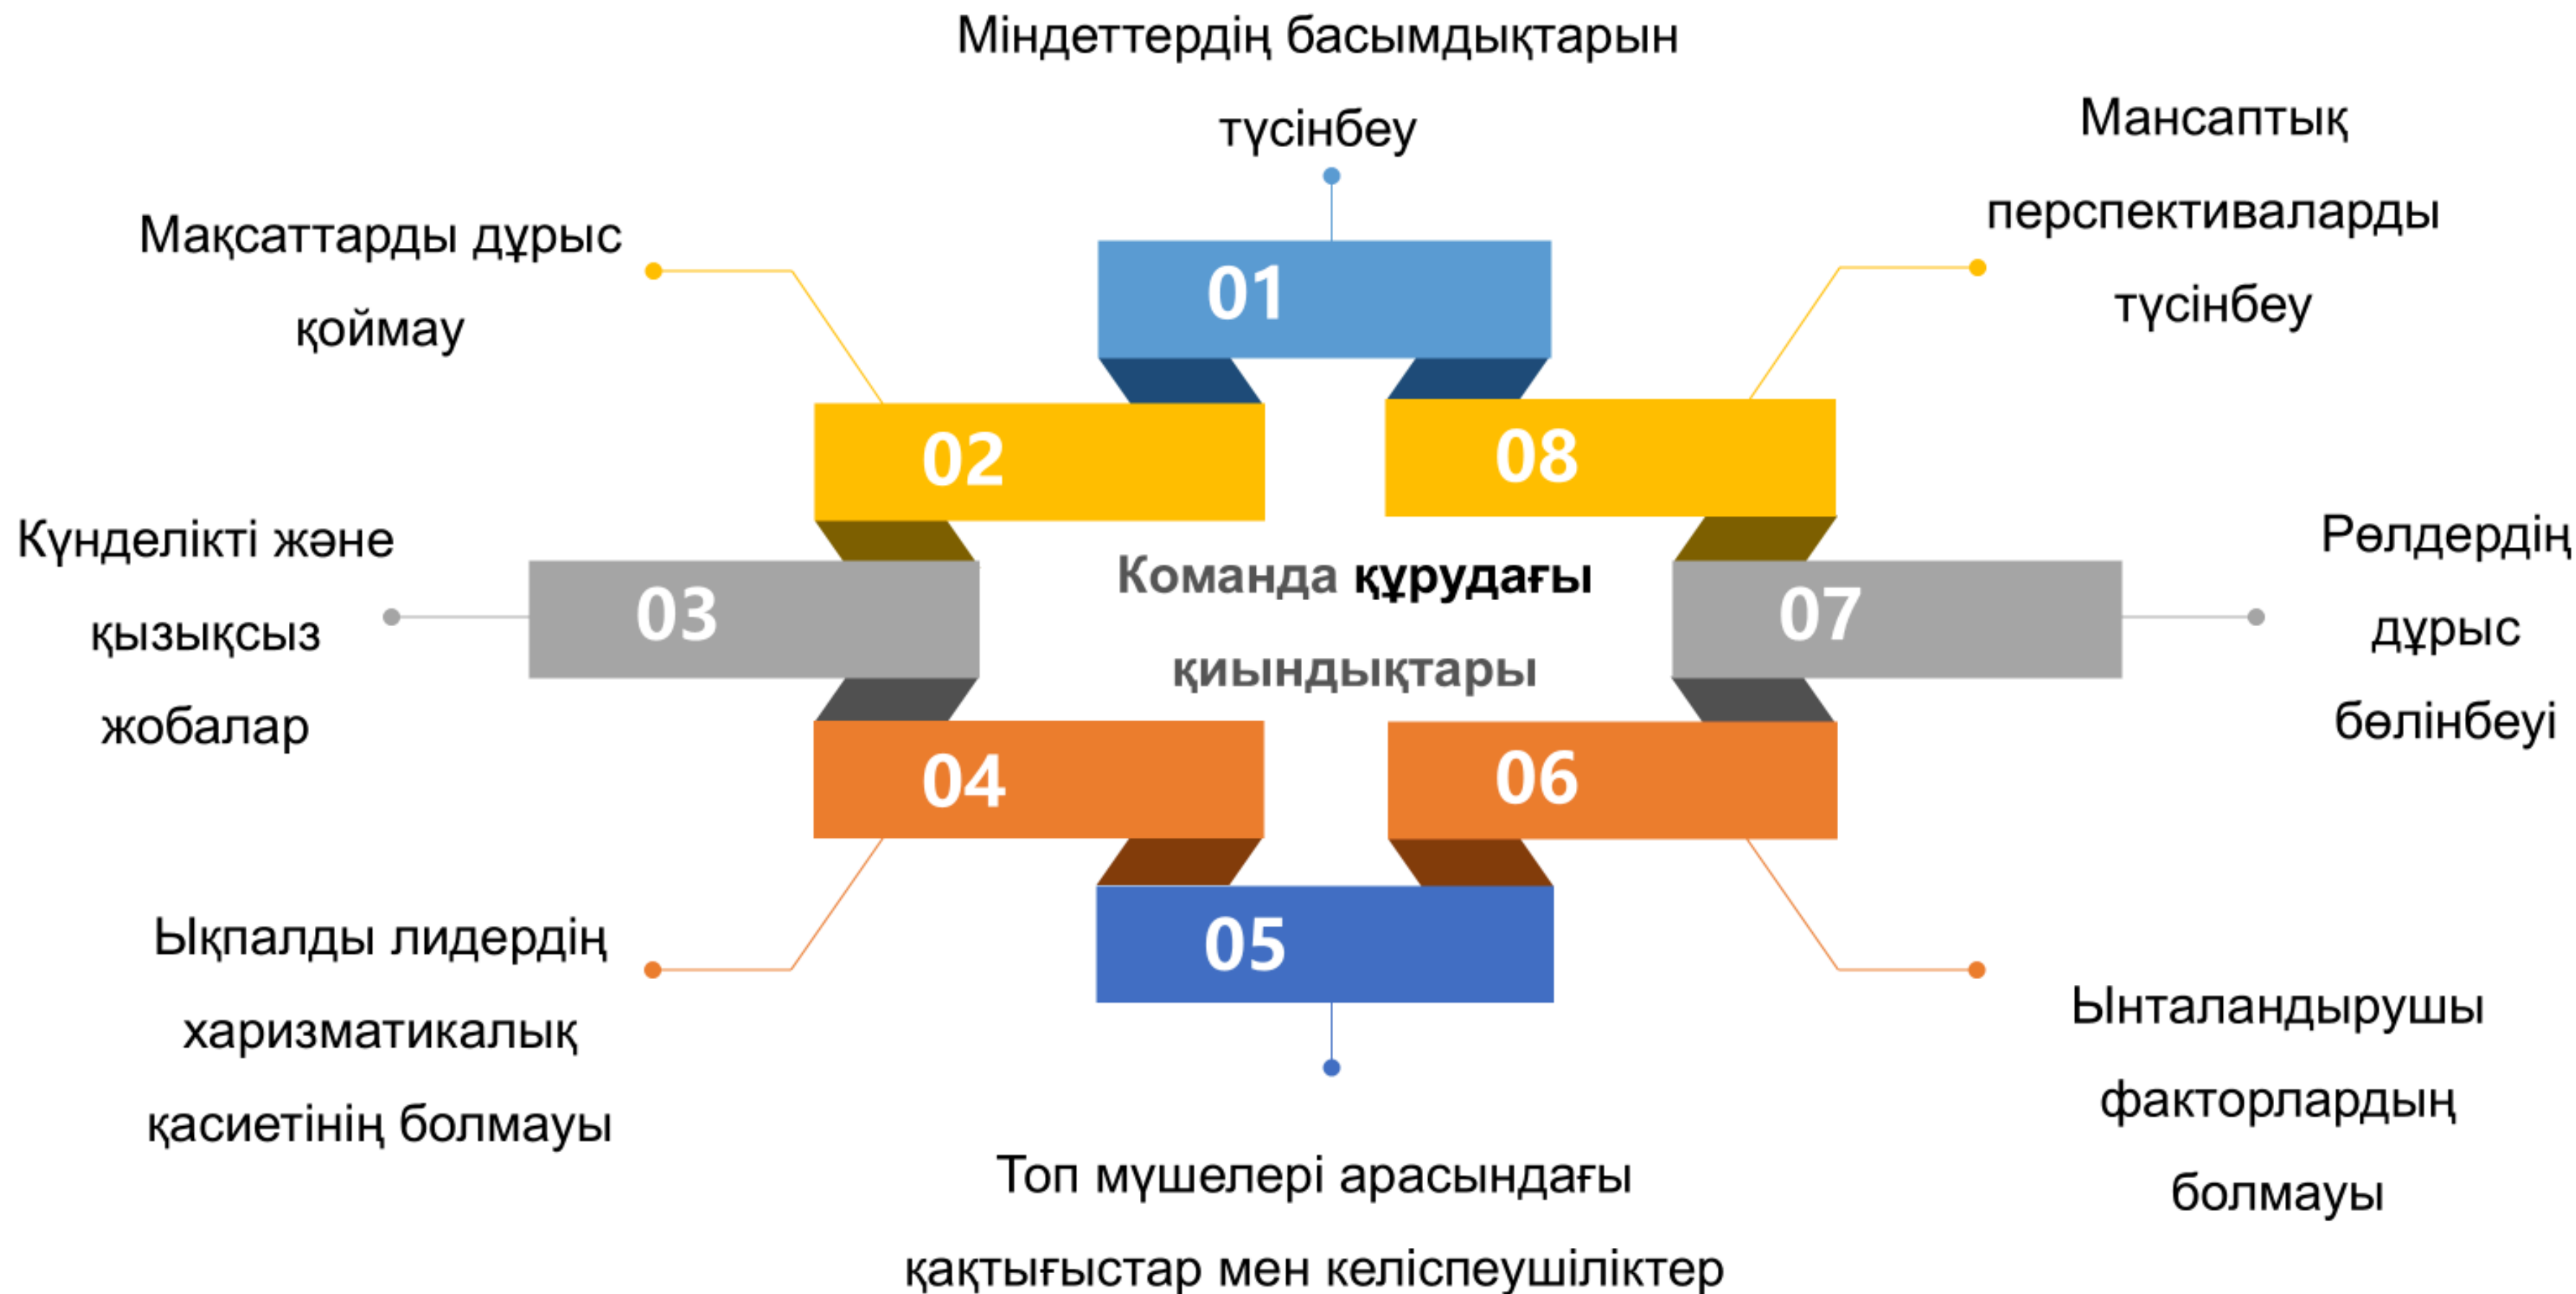 Міндеттердің басымдықтарын
түсінбеу
01
Мақсаттарды дұрыс
қоймау
02
Күнделікті және
қызықсыз
жобалар
03
Ықпалды лидердің
харизматикалық
қасиетінің болмауы
04
Топ мүшелері арасындағы
қақтығыстар мен келіспеушіліктер
05
Ынталандырушы
факторлардың
болмауы
06
Рөлдердің
дұрыс
бөлінбеуі
07
Мансаптық
перспективаларды
түсінбеу
08
Команда құрудағы
қиындықтары